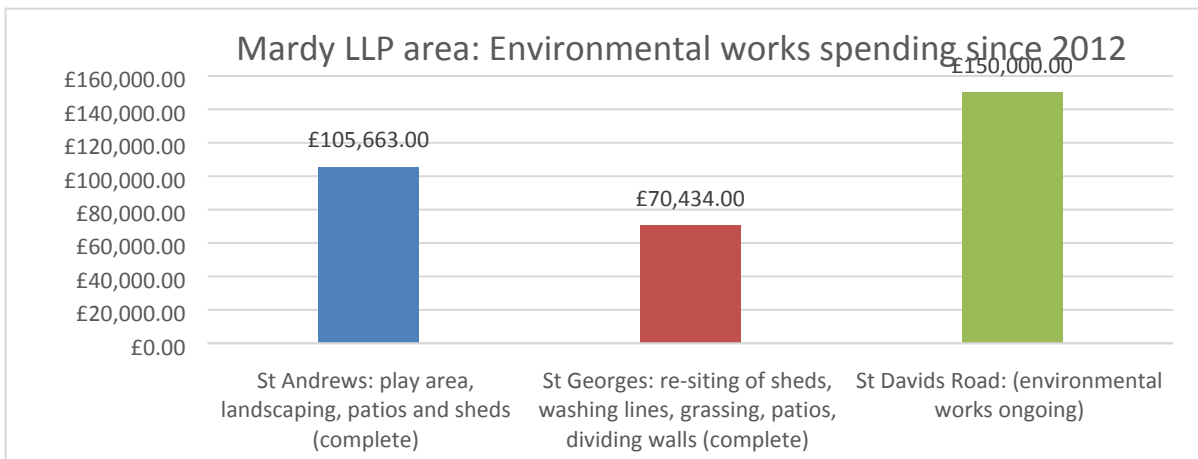 Mardy LLP area: Environmental works spending since 2012
£160,000.00
£140,000.00
£120,000.00
£100,000.00
£80,000.00
£60,000.00
£40,000.00
£20,000.00
£0.00
£105,663.00
£70,434.00
£150,000.00
St Andrews: play area,
landscaping, patios and sheds
(complete)
St Georges: re-siting of sheds,
washing lines, grassing, patios,
dividing walls (complete)
St Davids Road: (environmental
works ongoing)